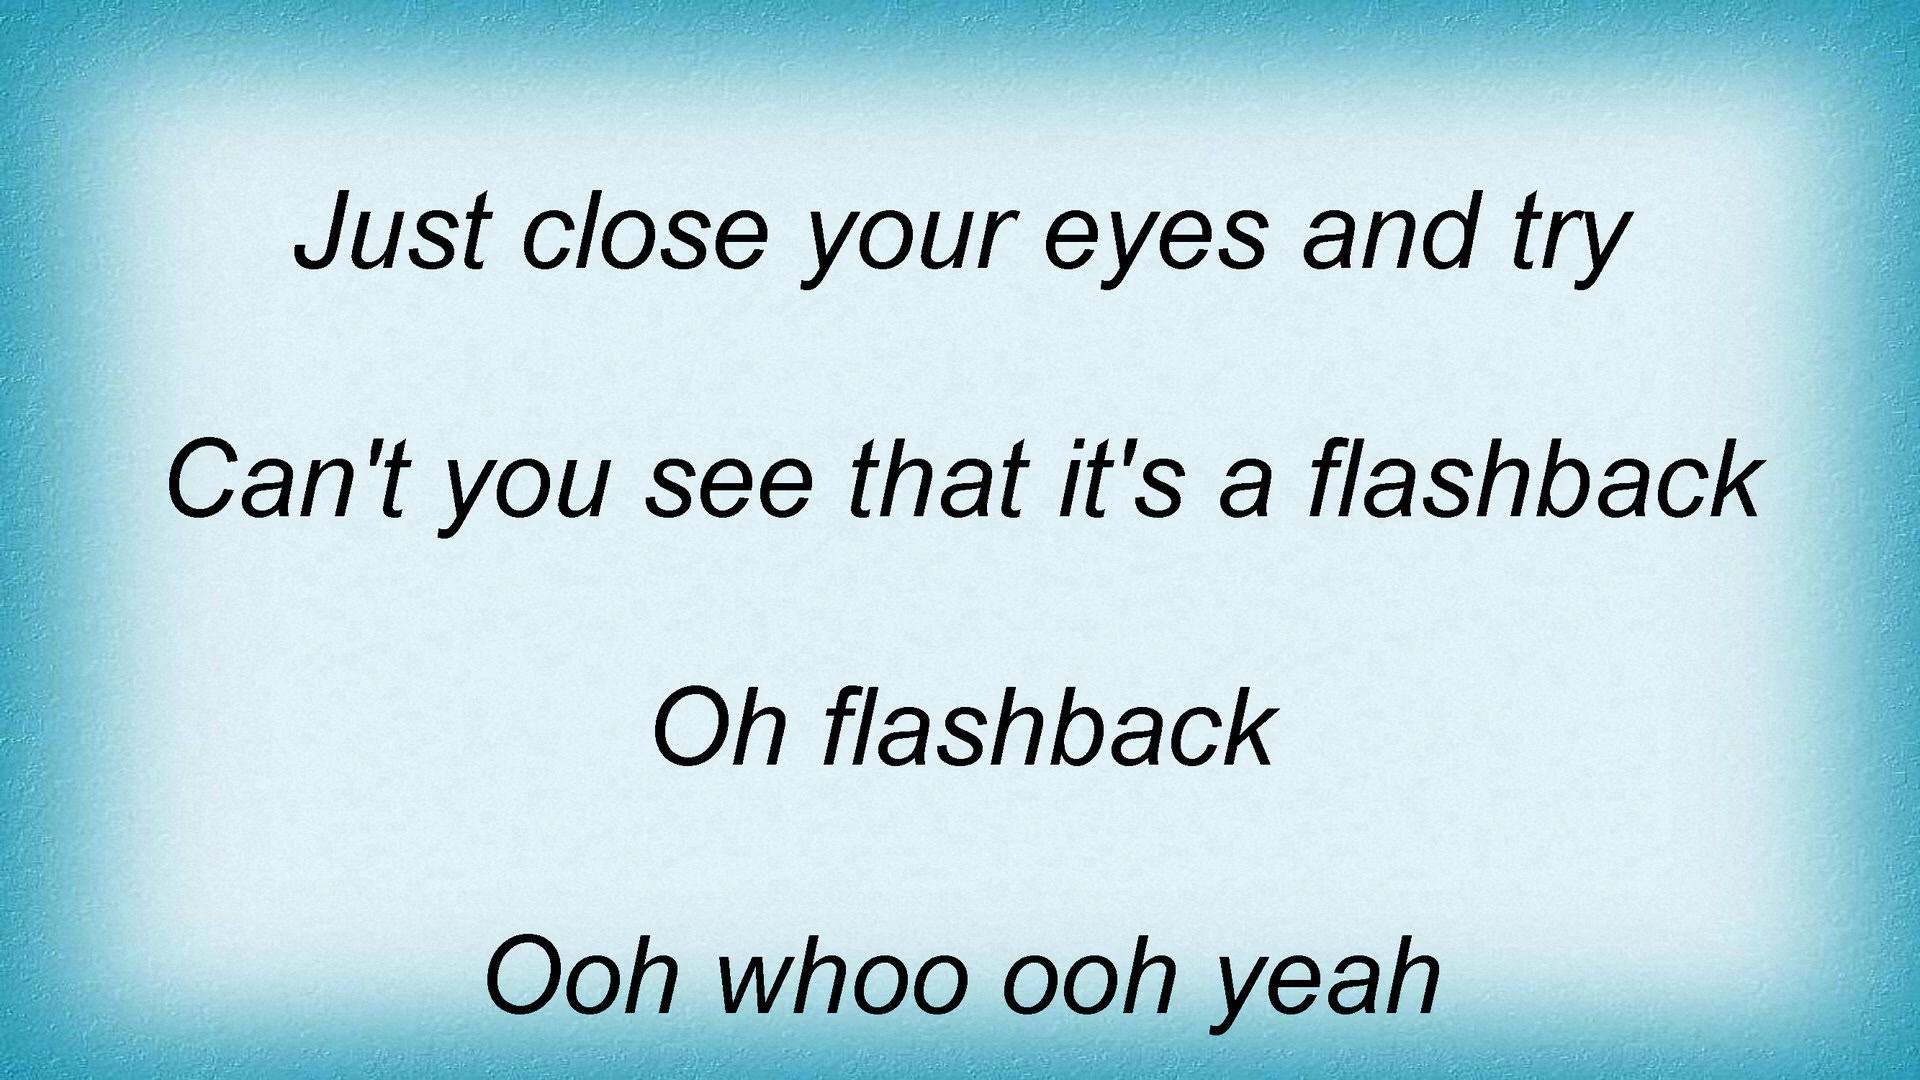 Just close your eyes and try
Can't you see that it's a flashback
Oh flashback
Ooh whoo ooh yeah